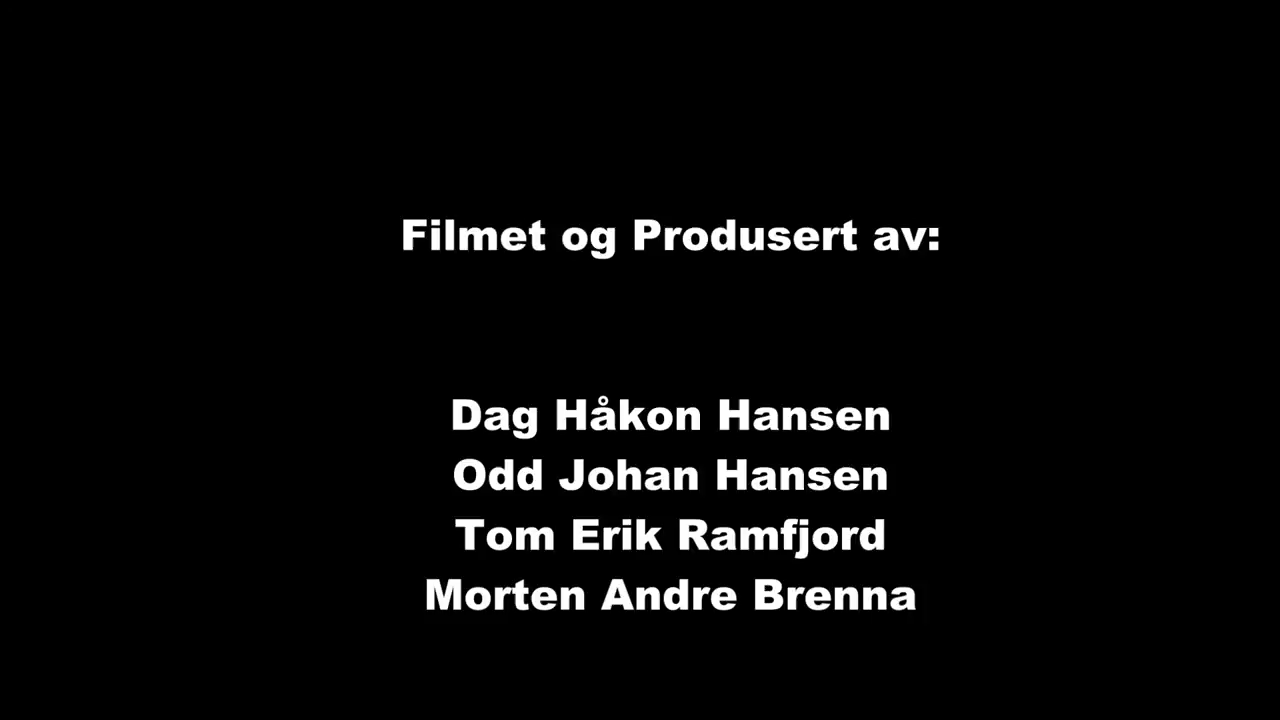 Filmet og Produsert av:
Dag Håkon Hansen
Odd Johan Hansen
Tom Erik Ramfjord
Morten Andre Brenna